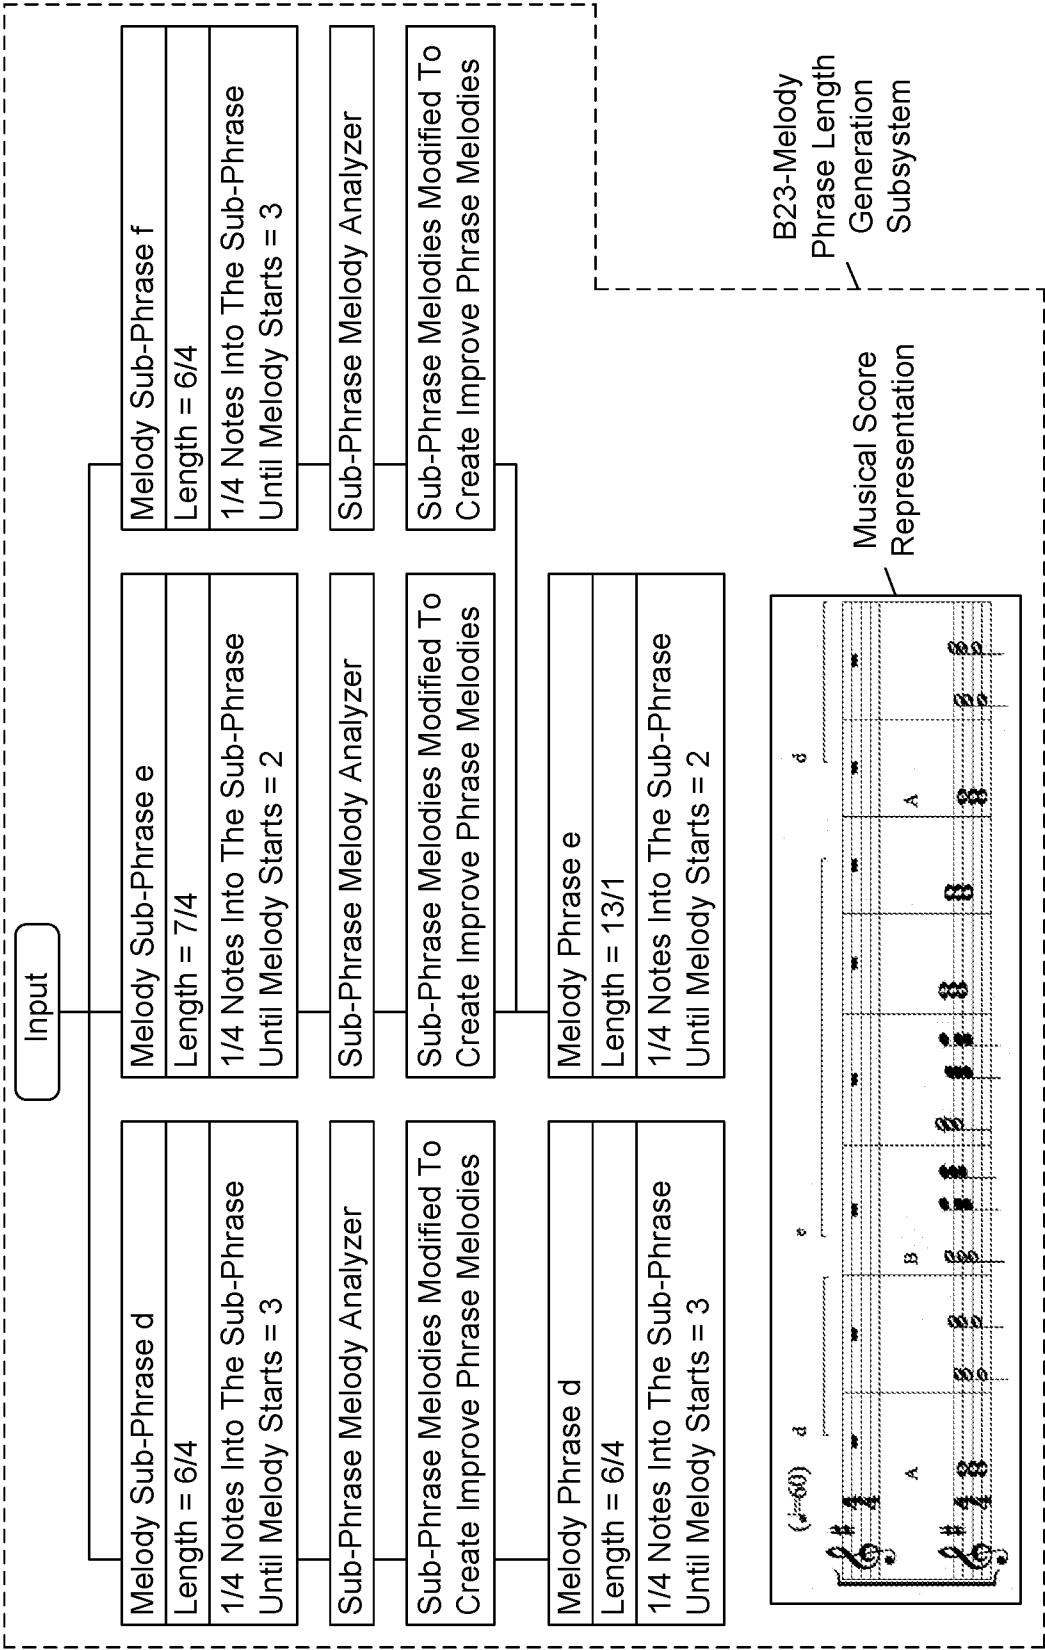 Input
Melody Sub-Phrase d
Length = 6/4
1/4 Notes Into The Sub-Phrase
Until Melody Starts = 3
Sub-Phrase Melody Analyzer
Sub-Phrase Melodies Modified To
Create Improve Phrase Melodies
Melody Phrase d
Length = 6/4
1/4 Notes Into The Sub-Phrase
Until Melody Starts = 3
Melody Sub-Phrase e
Length = 7/4
1/4 Notes Into The Sub-Phrase
Until Melody Starts = 2
Sub-Phrase Melody Analyzer
Sub-Phrase Melodies Modified To
Create Improve Phrase Melodies
Melody Phrase e
Length = 13/1
1/4 Notes Into The Sub-Phrase
Until Melody Starts = 2
Melody Sub-Phrase f
Length = 6/4
1/4 Notes Into The Sub-Phrase
Until Melody Starts = 3
Sub-Phrase Melody Analyzer
Sub-Phrase Melodies Modified To
Create Improve Phrase Melodies
(♩=60)
d e d
4
4
A B A
4
4
Musical Score
Representation
B23-Melody
Phrase Length
Generation
Subsystem